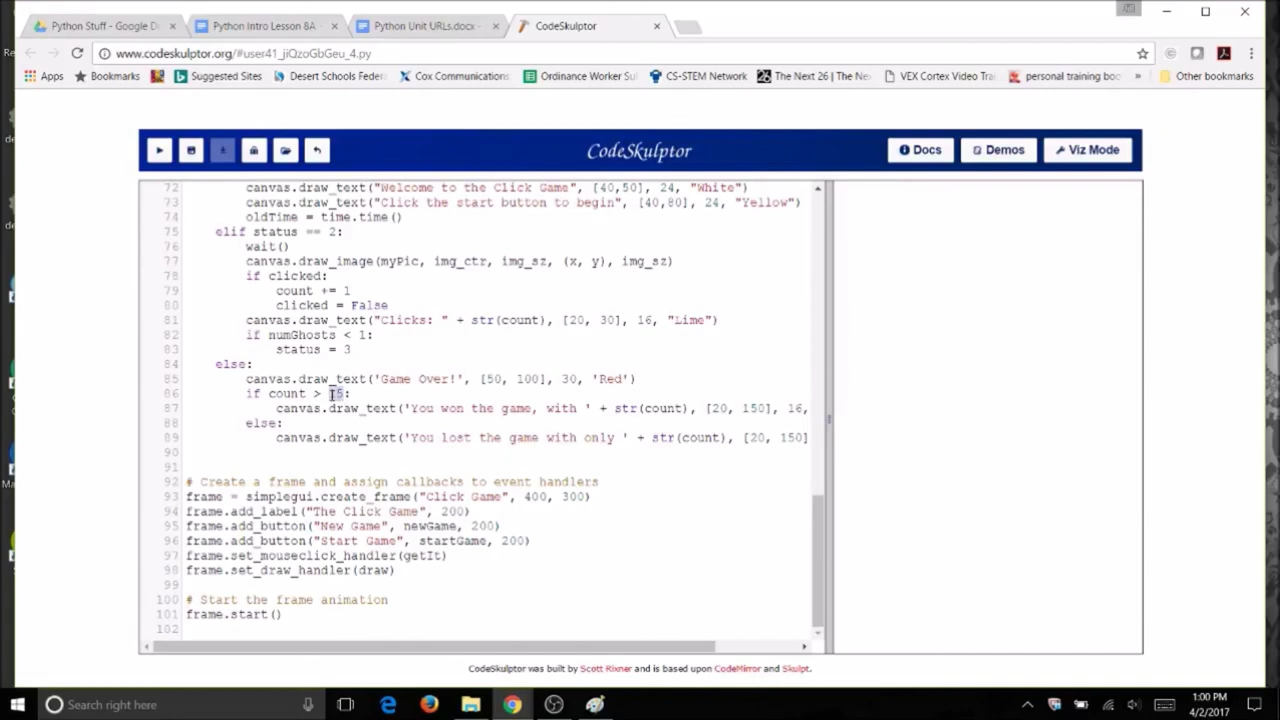 Python Stuff - Google D
Python Intro Lesson 8A
Python Unit URLs.docx
CodeSkulptor
www.codeskulptor.org/#user41_jiQzoGbGeu_4.py
Apps
Bookmarks
Suggested Sites
Desert Schools Feder
Cox Communications
Ordinance Worker Su
CS-STEM Network
The Next 26 | The Ne
VEX Cortex Video Tra
personal training boo
»
Other bookmarks
CodeSkulptor
Docs
Demos
Viz Mode
72 canvas.draw_text("Welcome to the Click Game", [40,50], 24, "White")
73 canvas.draw_text("Click the start button to begin", [40,80], 24, "Yellow")
74 oldTime = time.time()
75 elif status == 2:
76 wait()
77 canvas.draw_image(myPic, img_ctr, img_sz, (x, y), img_sz)
78 if clicked:
79 count += 1
80 clicked = False
81 canvas.draw_text("Clicks: " + str(count), [20, 30], 16, "Lime")
82 if numGhosts < 1:
83 status = 3
84 else:
85 canvas.draw_text('Game Over!', [50, 100], 30, 'Red')
86 if count > 5:
87 canvas.draw_text('You won the game, with ' + str(count), [20, 150], 16,
88 else:
89 canvas.draw_text('You lost the game with only ' + str(count), [20, 150]
90
91
92 # Create a frame and assign callbacks to event handlers
93 frame = simplegui.create_frame("Click Game", 400, 300)
94 frame.add_label("The Click Game", 200)
95 frame.add_button("New Game", newGame, 200)
96 frame.add_button("Start Game", startGame, 200)
97 frame.set_mouseclick_handler(getIt)
98 frame.set_draw_handler(draw)
99
100 # Start the frame animation
101 frame.start()
102
CodeSkulptor was built by Scott Rixner and is based upon CodeMirror and Skulpt.
Search right here
1:00 PM
4/2/2017